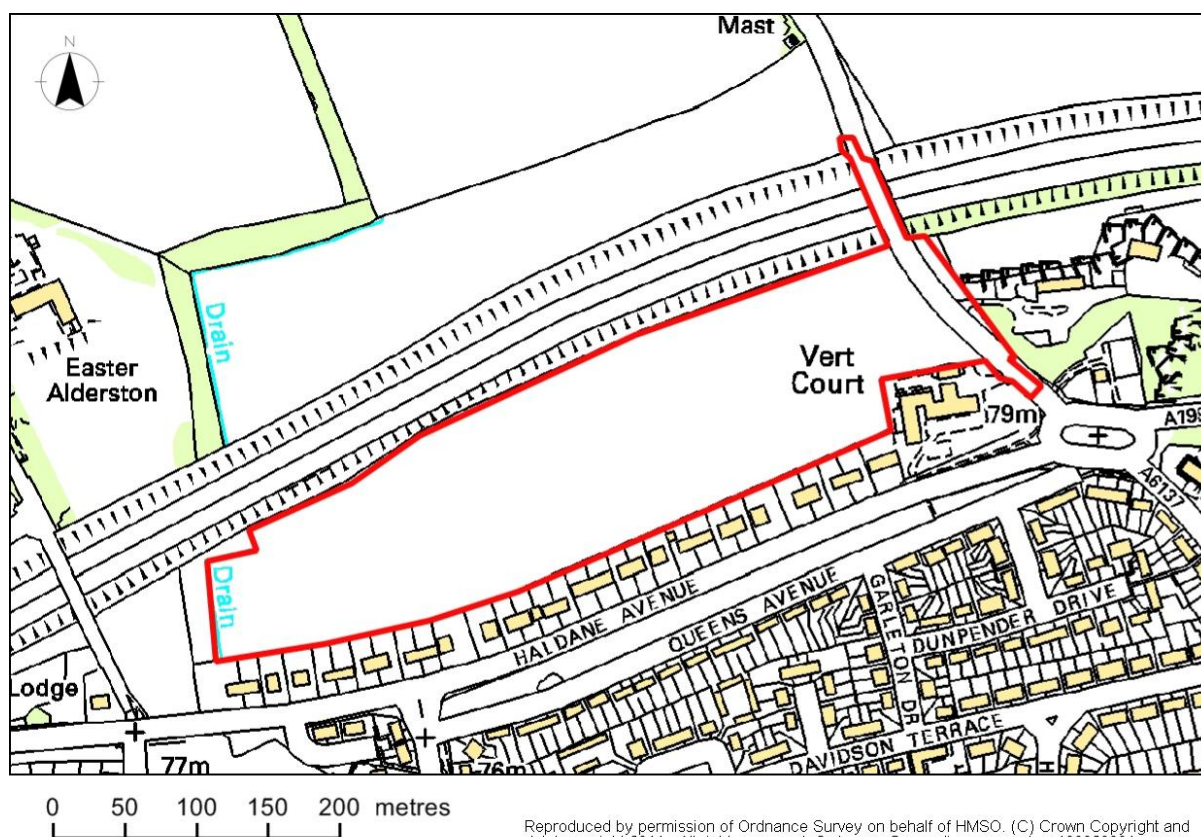 N
Mast
Drain
Easter
Alderston
Vert
Court
79m
A199
A6137
Drain
HALDANE AVENUE
QUEENS AVENUE
GARLETON DR
DUNPENDER DRIVE
DAVIDSON TERRACE
Lodge
77m
76m
0 50 100 150 200 metres
Reproduced by permission of Ordnance Survey on behalf of HMSO. (C) Crown Copyright and